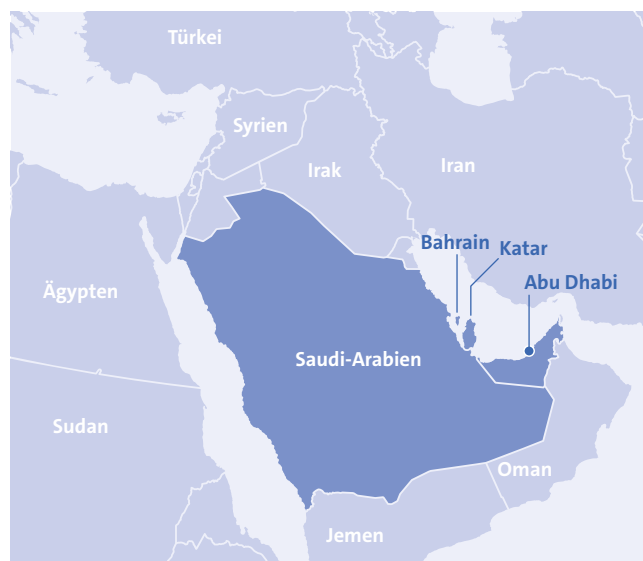 Türkei
Syrien
Irak
Iran
Bahrain
Katar
Abu Dhabi
Ägypten
Saudi-Arabien
Sudan
Oman
Jemen